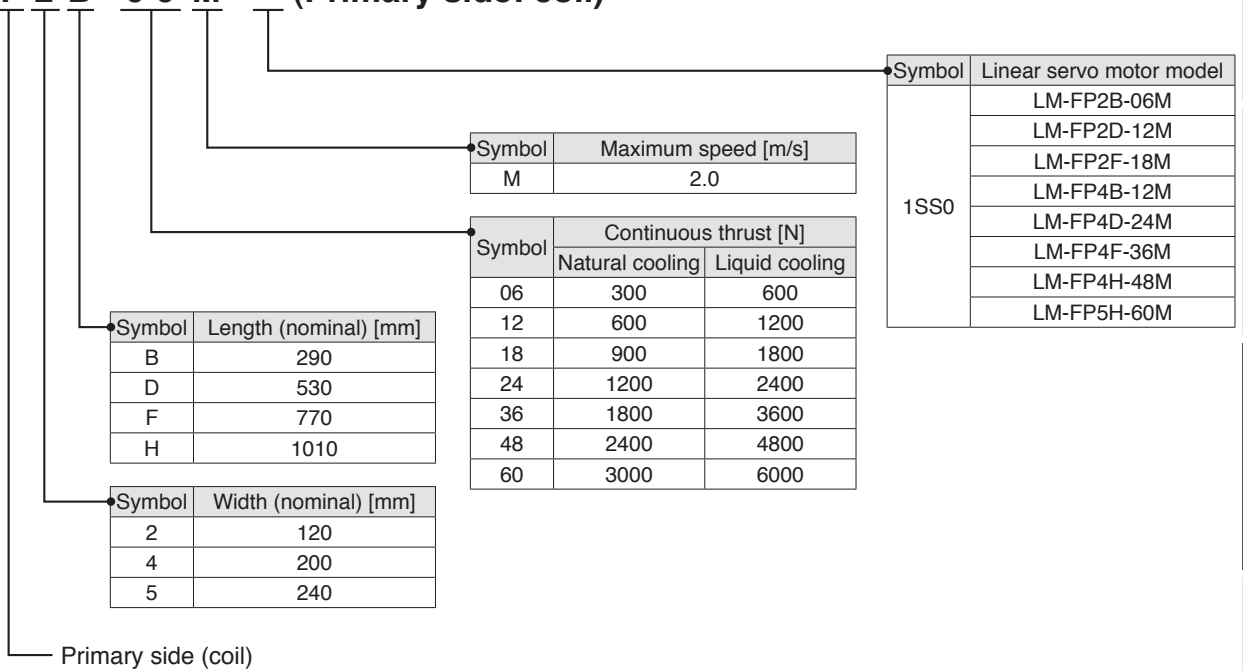 (Primary side: coil)
Symbol Linear servo motor model
1SS0
LM-FP2B-06M
LM-FP2D-12M
LM-FP2F-18M
LM-FP4B-12M
LM-FP4D-24M
LM-FP4F-36M
LM-FP4H-48M
LM-FP5H-60M
Symbol Maximum speed [m/s]
M 2.0
Symbol Continuous thrust [N]
Natural cooling Liquid cooling
06 300 600
12 600 1200
18 900 1800
24 1200 2400
36 1800 3600
48 2400 4800
60 3000 6000
Symbol Length (nominal) [mm]
B 290
D 530
F 770
H 1010
Symbol Width (nominal) [mm]
2 120
4 200
5 240
Primary side (coil)